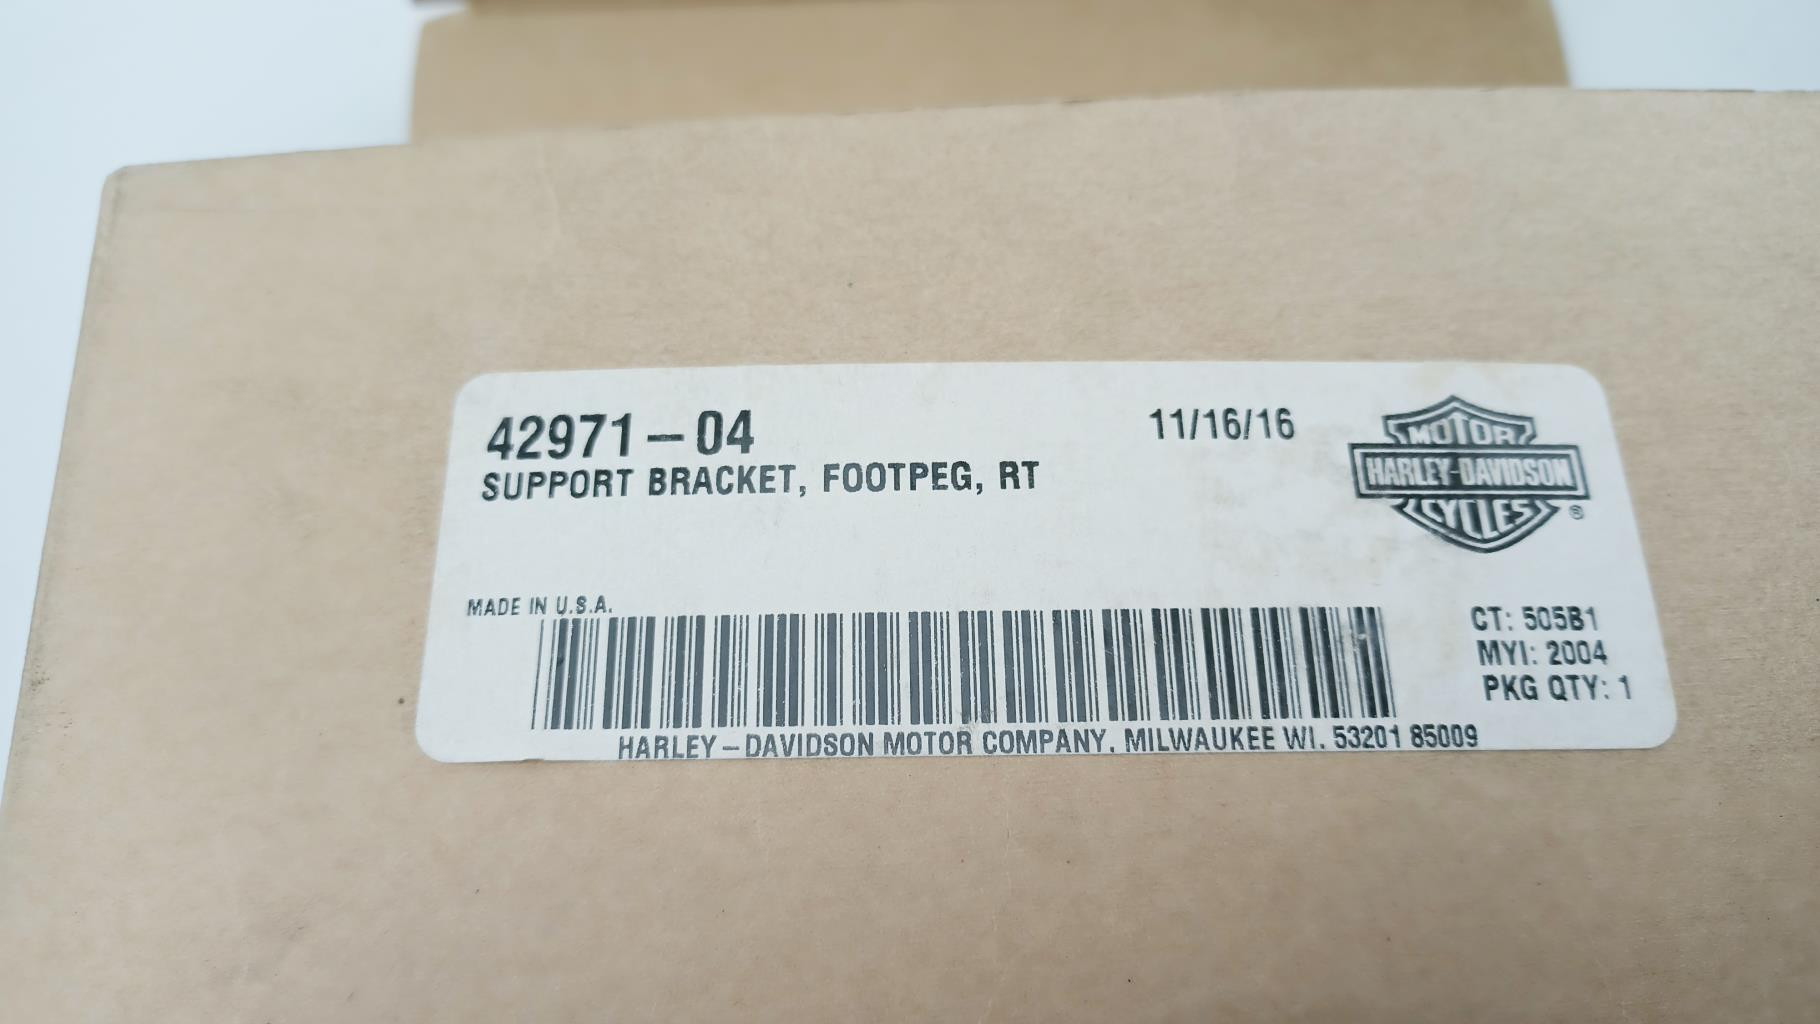 42971-04
SUPPORT BRACKET, FOOTPEG, RT
11/16/16
MOTOR
HARLEY-DAVIDSON
CYCLES
®
MADE IN U.S.A.
CT: 505B1
MYI: 2004
PKG QTY: 1
HARLEY-DAVIDSON MOTOR COMPANY. MILWAUKEE WI. 53201 85009